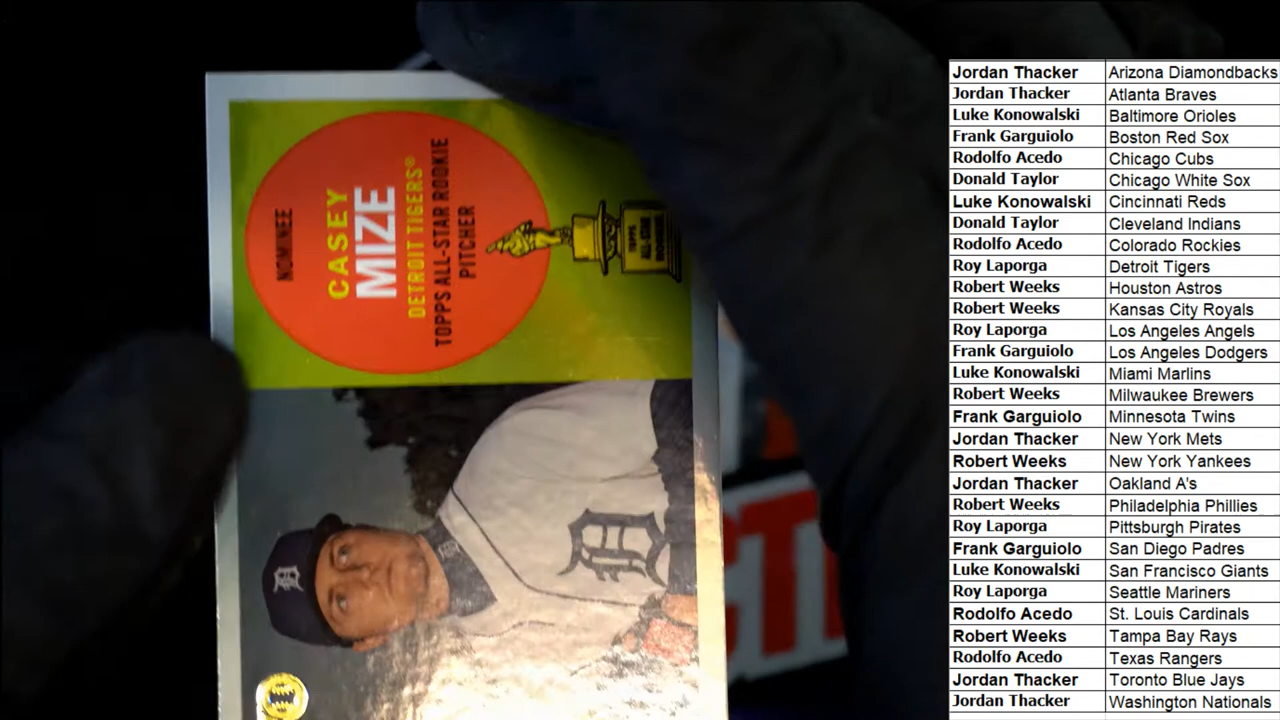 NOMINEE
CASEY
MIZE
DETROIT TIGERS®
TOPPS ALL-STAR ROOKIE
PITCHER
TOPPS
ALL-STAR
ROOKIE
D
D
CT
Jordan Thacker Arizona Diamondbacks
Jordan Thacker Atlanta Braves
Luke Konowalski Baltimore Orioles
Frank Garguiolo Boston Red Sox
Rodolfo Acedo Chicago Cubs
Donald Taylor Chicago White Sox
Luke Konowalski Cincinnati Reds
Donald Taylor Cleveland Indians
Rodolfo Acedo Colorado Rockies
Roy Laporga Detroit Tigers
Robert Weeks Houston Astros
Robert Weeks Kansas City Royals
Roy Laporga Los Angeles Angels
Frank Garguiolo Los Angeles Dodgers
Luke Konowalski Miami Marlins
Robert Weeks Milwaukee Brewers
Frank Garguiolo Minnesota Twins
Jordan Thacker New York Mets
Robert Weeks New York Yankees
Jordan Thacker Oakland A's
Robert Weeks Philadelphia Phillies
Roy Laporga Pittsburgh Pirates
Frank Garguiolo San Diego Padres
Luke Konowalski San Francisco Giants
Roy Laporga Seattle Mariners
Rodolfo Acedo St. Louis Cardinals
Robert Weeks Tampa Bay Rays
Rodolfo Acedo Texas Rangers
Jordan Thacker Toronto Blue Jays
Jordan Thacker Washington Nationals